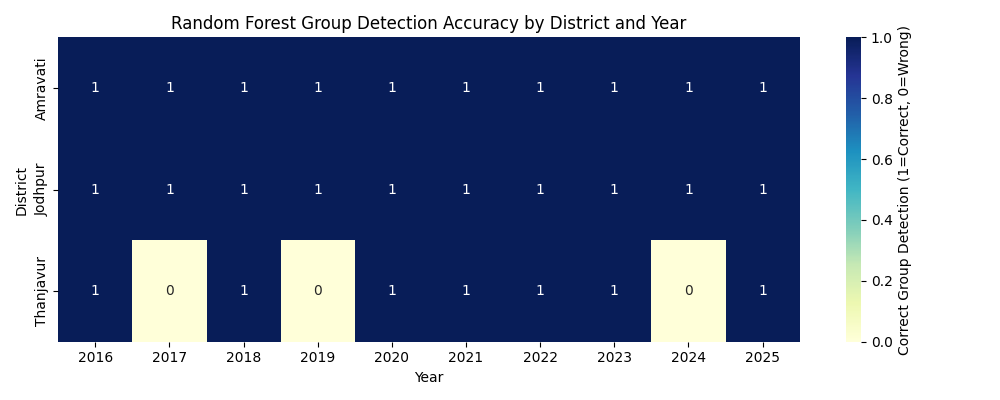 Random Forest Group Detection Accuracy by District and Year
District
Amravati
1 1 1 1 1 1 1 1 1 1
Jodhpur
1 1 1 1 1 1 1 1 1 1
Thanjavur
1 0 1 0 1 1 1 1 0 1
2016 2017 2018 2019 2020 2021 2022 2023 2024 2025
Year
1.0
0.8
0.6
0.4
0.2
0.0
Correct Group Detection (1=Correct, 0=Wrong)